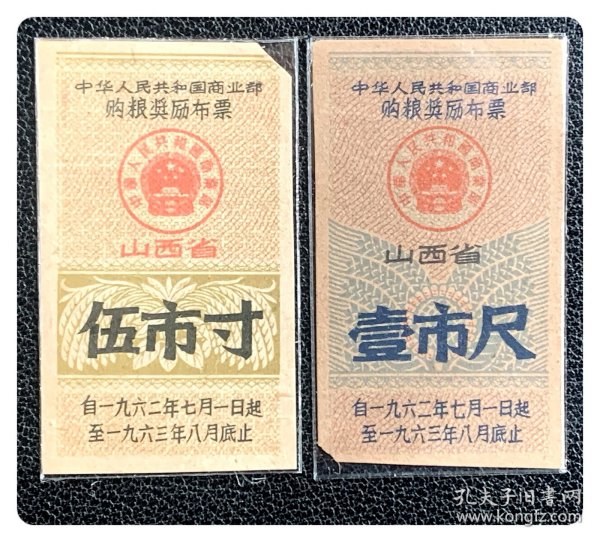 中华人民共和国商业部
购粮奖励布票
山西省
伍市寸
自一九六二年七月一日起
至一九六三年八月底止
中华人民共和国商业部
购粮奖励布票
山西省
壹市尺
自一九六二年七月一日起
至一九六三年八月底止
孔夫子旧書网
www.kongfz.com